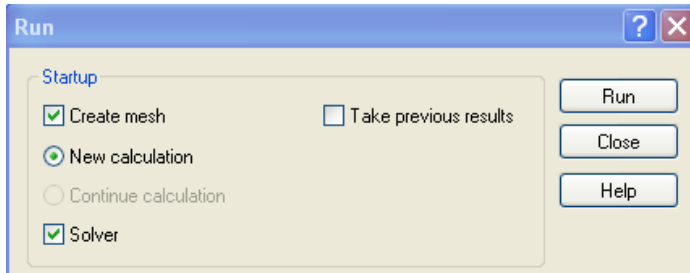 Run
Startup
Create mesh
Take previous results
New calculation
Continue calculation
Solver
Run
Close
Help